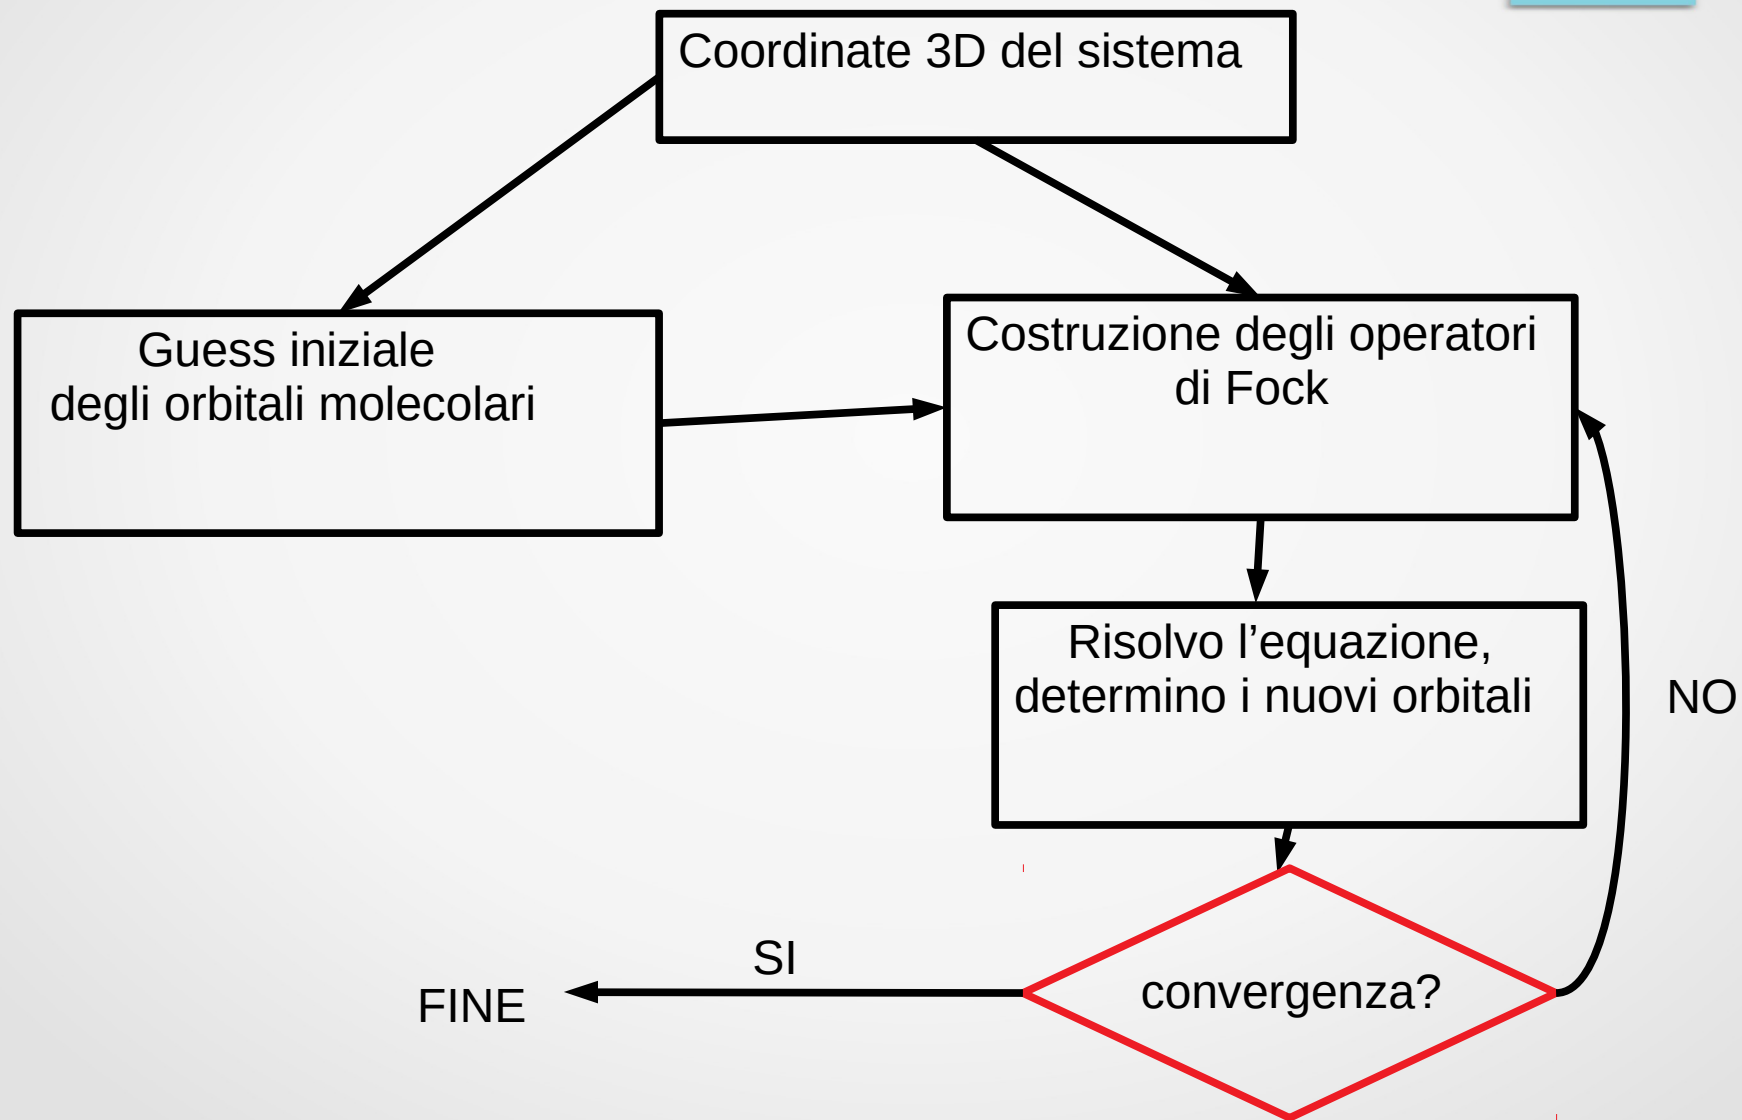 Coordinate 3D del sistema
Guess iniziale
degli orbitali molecolari
Costruzione degli operatori
di Fock
Risolvo l’equazione,
determino i nuovi orbitali
NO
SI
convergenza?
FINE